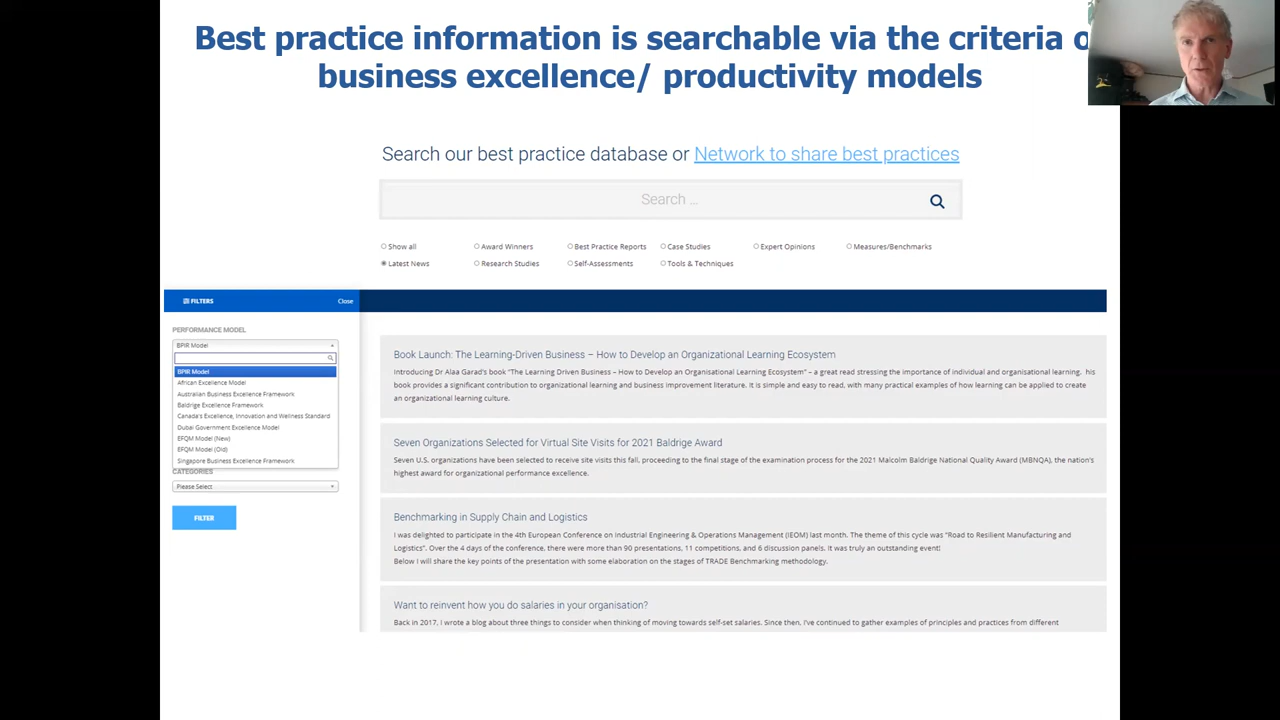 Best practice information is searchable via the criteria
business excellence/ productivity models
Search our best practice database or Network to share best practices
Search ...
Show all
Award Winners
Best Practice Reports
Case Studies
Expert Opinions
Measures/Benchmarks
Latest News
Research Studies
Self-Assessments
Tools & Techniques
FILTERS
Close
PERFORMANCE MODEL
BPIR Model
BPIR Model
African Excellence Model
Australian Business Excellence Framework
Baldrige Excellence Framework
Canada's Excellence, Innovation and Wellness Standard
Dubai Government Excellence Model
EFQM Model (New)
EFQM Model (Old)
Singapore Business Excellence Framework
CATEGORIES
Please Select
FILTER
Book Launch: The Learning-Driven Business – How to Develop an Organizational Learning Ecosystem
Introducing Dr Alaa Garad's book "The Learning Driven Business – How to Develop an Organisational Learning Ecosystem" – a great read stressing the importance of individual and organisational learning. his
book provides a significant contribution to organizational learning and business improvement literature. It is simple and easy to read, with many practical examples of how learning can be applied to create
an organizational learning culture.
Seven Organizations Selected for Virtual Site Visits for 2021 Baldrige Award
Seven U.S. organizations have been selected to receive site visits this fall, proceeding to the final stage of the examination process for the 2021 Malcolm Baldrige National Quality Award (MBNQA), the nation's
highest award for organizational performance excellence.
Benchmarking in Supply Chain and Logistics
I was delighted to participate in the 4th European Conference on Industrial Engineering & Operations Management (IEOM) last month. The theme of this cycle was "Road to Resilient Manufacturing and
Logistics". Over the 4 days of the conference, there were more than 90 presentations, 11 competitions, and 6 discussion panels. It was truly an outstanding event!
Below I will share the key points of the presentation with some elaboration on the stages of TRADE Benchmarking methodology.
Want to reinvent how you do salaries in your organisation?
Back in 2017, I wrote a blog about three things to consider when thinking of moving towards self-set salaries. Since then, I've continued to gather examples of principles and practices from different